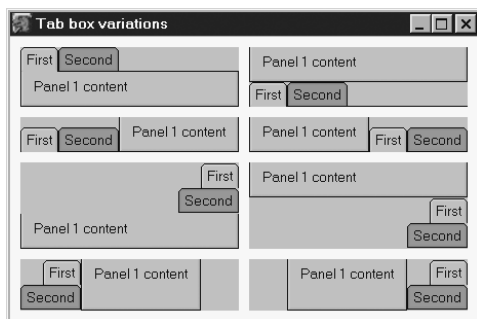 Tab box variations
First Second
Panel 1 content
Panel 1 content
First Second
First Second Panel 1 content
Panel 1 content First Second
First
Second
Panel 1 content
Panel 1 content
First
Second
First Panel 1 content
Second
Panel 1 content First
Second